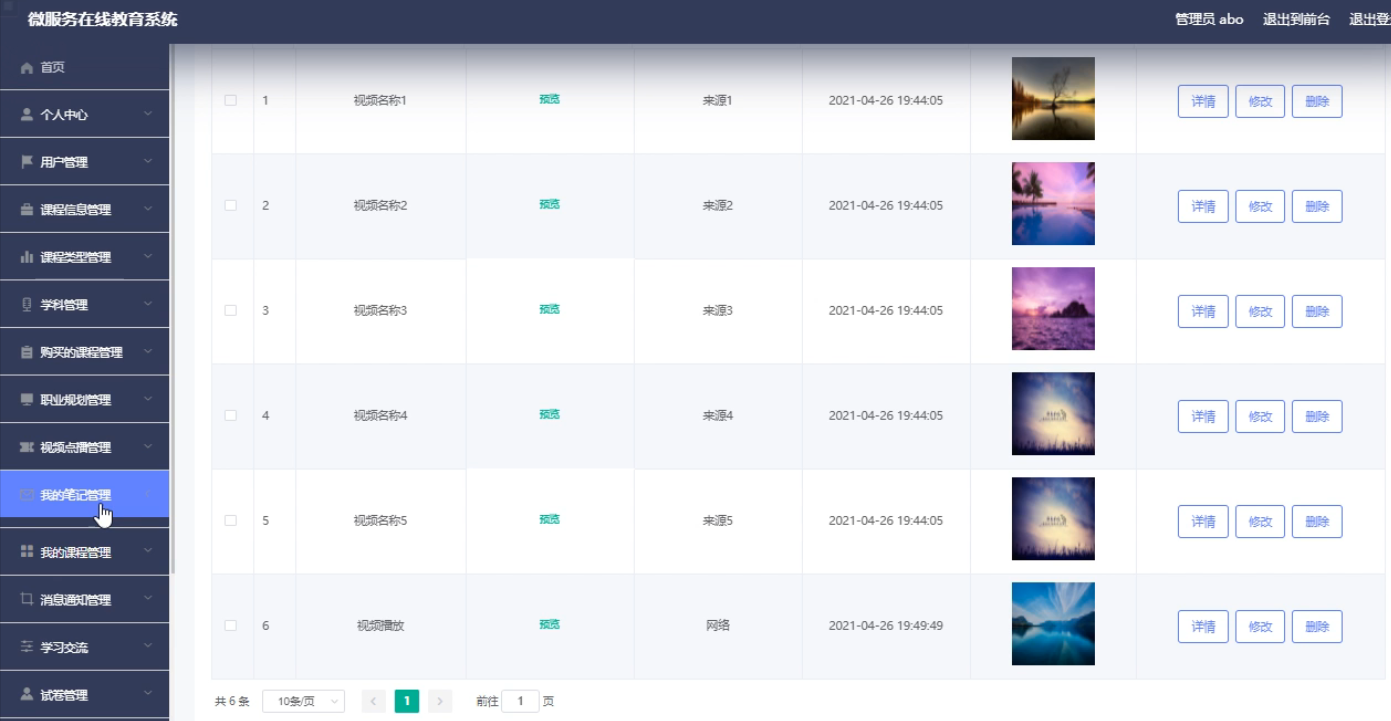 微服务在线教育系统
管理员 abo 退出到前台 退出登
首页
个人中心
用户管理
课程信息管理
课程类型管理
学科管理
购买的课程管理
职业规划管理
视频点播管理
我的笔记管理
我的课程管理
消息通知管理
学习交流
试卷管理
1 视频名称1 预览 来源1 2021-04-26 19:44:05 详情 修改 删除
2 视频名称2 预览 来源2 2021-04-26 19:44:05 详情 修改 删除
3 视频名称3 预览 来源3 2021-04-26 19:44:05 详情 修改 删除
4 视频名称4 预览 来源4 2021-04-26 19:44:05 详情 修改 删除
5 视频名称5 预览 来源5 2021-04-26 19:44:05 详情 修改 删除
6 视频播放 预览 网络 2021-04-26 19:49:49 详情 修改 删除
共 6 条 10条/页 1 前往 1 页